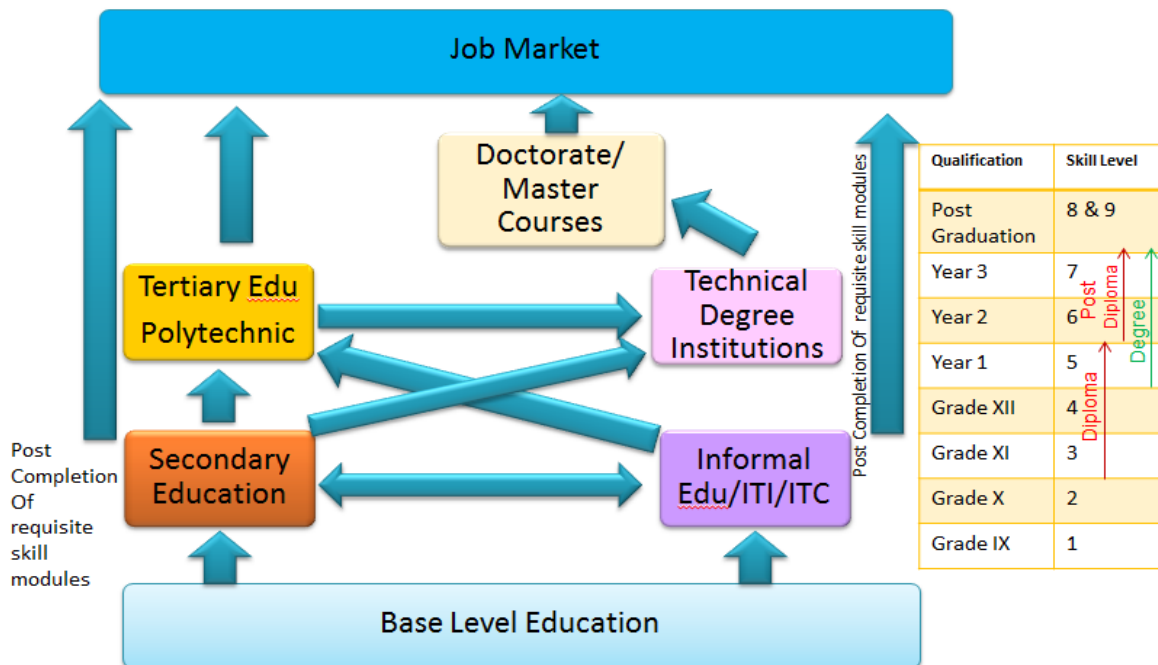 Job Market
Doctorate/
Master
Courses
Tertiary Edu
Polytechnic
Technical
Degree
Institutions
Secondary
Education
Informal
Edu/ITI/ITC
Base Level Education
Post
Completion
Of
requisite
skill
modules
Post Completion Of requisite skill modules
Qualification Skill Level
Post
Graduation 8 & 9
Year 3 7
Year 2 6
Year 1 5
Grade XII 4
Grade XI 3
Grade X 2
Grade IX 1
Diploma
Post
Diploma
Degree